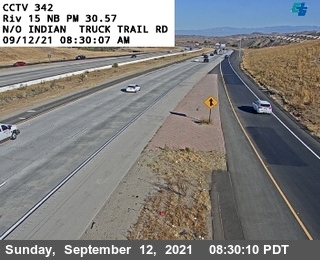 CCTV 342
Riv 15 NB PM 30.57
N/O INDIAN TRUCK TRAIL RD
09/12/21 08:30:07 AM
Sunday, September 12, 2021 08:30:10 PDT